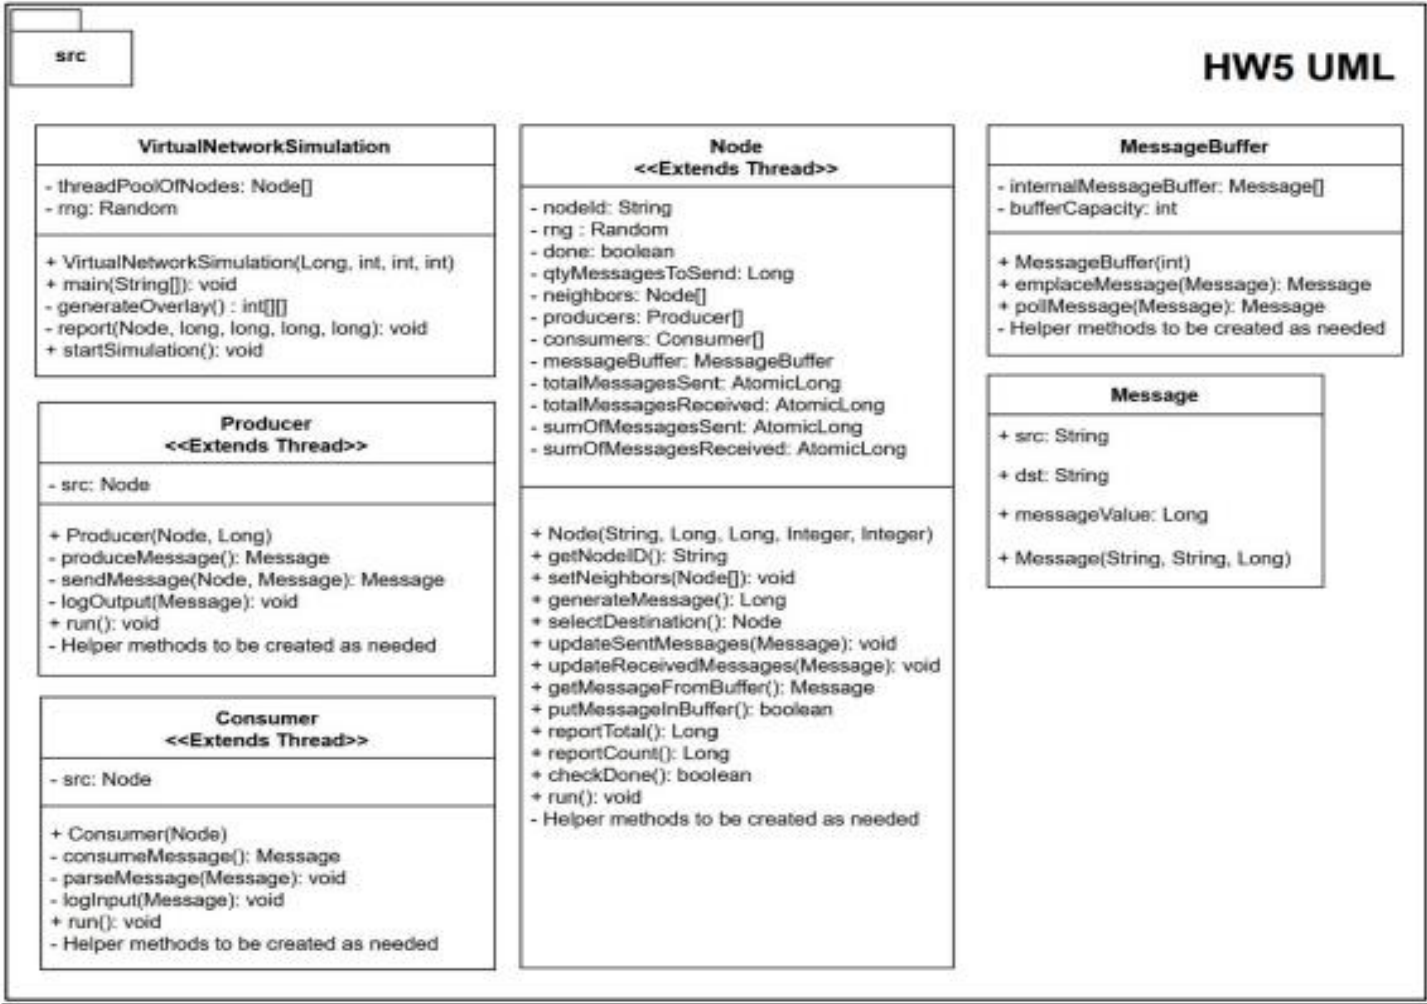 src
HW5 UML
VirtualNetworkSimulation
- threadPoolOfNodes: Node[]
- rng: Random
+ VirtualNetworkSimulation(Long, int, int, int)
+ main(String[]): void
- generateOverlay() : int[][]
- report(Node, long, long, long, long): void
+ startSimulation(): void
Producer
<<Extends Thread>>
- src: Node
+ Producer(Node, Long)
- produceMessage(): Message
- sendMessage(Node, Message): Message
- logOutput(Message): void
+ run(): void
- Helper methods to be created as needed
Consumer
<<Extends Thread>>
- src: Node
+ Consumer(Node)
- consumeMessage(): Message
- parseMessage(Message): void
- logInput(Message): void
+ run(): void
- Helper methods to be created as needed
Node
<<Extends Thread>>
- nodeId: String
- rng : Random
- done: boolean
- qtyMessagesToSend: Long
- neighbors: Node[]
- producers: Producer[]
- consumers: Consumer[]
- messageBuffer: MessageBuffer
- totalMessagesSent: AtomicLong
- totalMessagesReceived: AtomicLong
- sumOfMessagesSent: AtomicLong
- sumOfMessagesReceived: AtomicLong
+ Node(String, Long, Long, Integer, Integer)
+ getNodeID(): String
+ setNeighbors(Node[]): void
+ generateMessage(): Long
+ selectDestination(): Node
+ updateSentMessages(Message): void
+ updateReceivedMessages(Message): void
+ getMessageFromBuffer(): Message
+ putMessageInBuffer(): boolean
+ reportTotal(): Long
+ reportCount(): Long
+ checkDone(): boolean
+ run(): void
- Helper methods to be created as needed
MessageBuffer
- internalMessageBuffer: Message[]
- bufferCapacity: int
+ MessageBuffer(int)
+ emplaceMessage(Message): Message
+ pollMessage(Message): Message
- Helper methods to be created as needed
Message
+ src: String
+ dst: String
+ messageValue: Long
+ Message(String, String, Long)